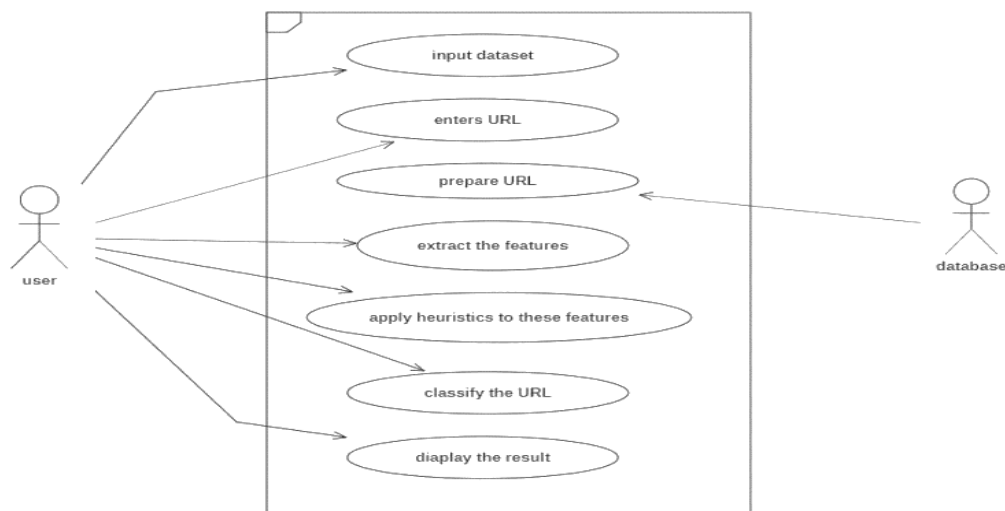 input dataset
enters URL
prepare URL
extract the features
apply heuristics to these features
classify the URL
diaplay the result
user
database